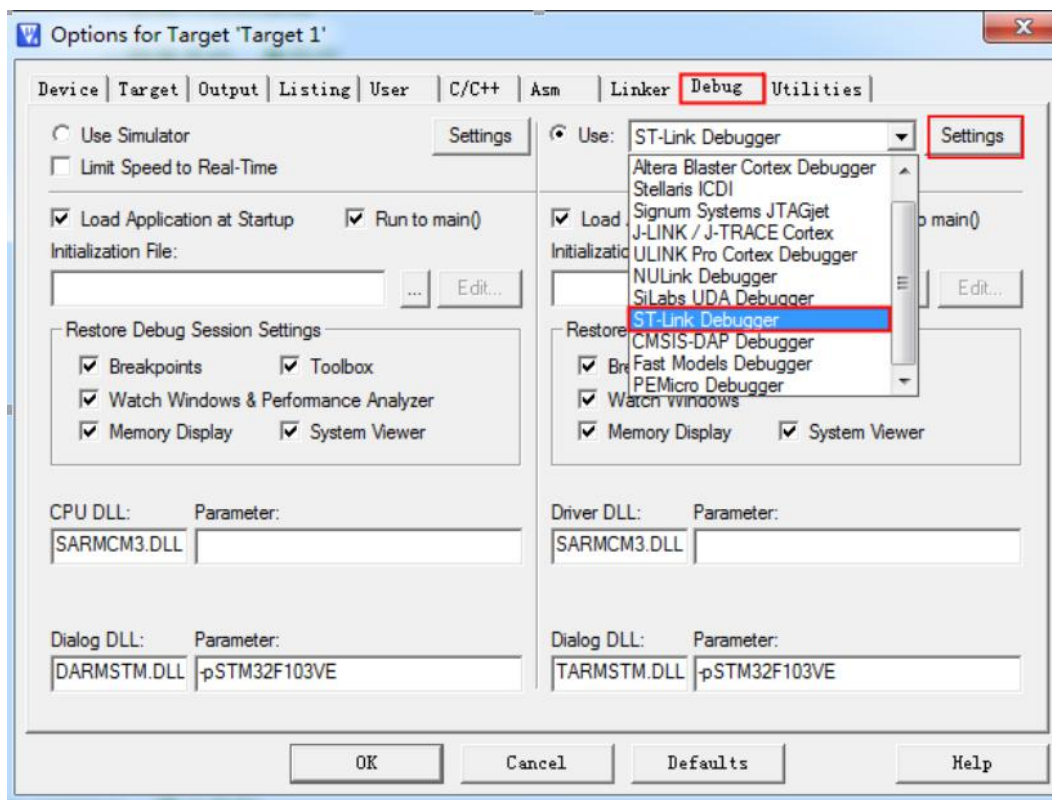 Options for Target 'Target 1'
Device Target Output Listing User C/C++ Asm Linker Debug Utilities
Use Simulator Settings
Limit Speed to Real-Time
Use: ST-Link Debugger Settings
Altera Blaster Cortex Debugger
Stellaris ICDI
Signum Systems JTAGjet
J-LINK / J-TRACE Cortex
ULINK Pro Cortex Debugger
NULink Debugger
SiLabs UDA Debugger
ST-Link Debugger
CMSIS-DAP Debugger
Fast Models Debugger
PEMicro Debugger
Load Application at Startup Run to main()
Initialization File:
... Edit...
Restore Debug Session Settings
Breakpoints Toolbox
Watch Windows & Performance Analyzer
Memory Display System Viewer
Load main()
Edit...
Restore
Watch Windows
Memory Display System Viewer
CPU DLL: Parameter:
SARMCM3.DLL
Driver DLL: Parameter:
SARMCM3.DLL
Dialog DLL: Parameter:
DARMSTM.DLL -pSTM32F103VE
Dialog DLL: Parameter:
TARMSTM.DLL -pSTM32F103VE
OK Cancel Defaults Help